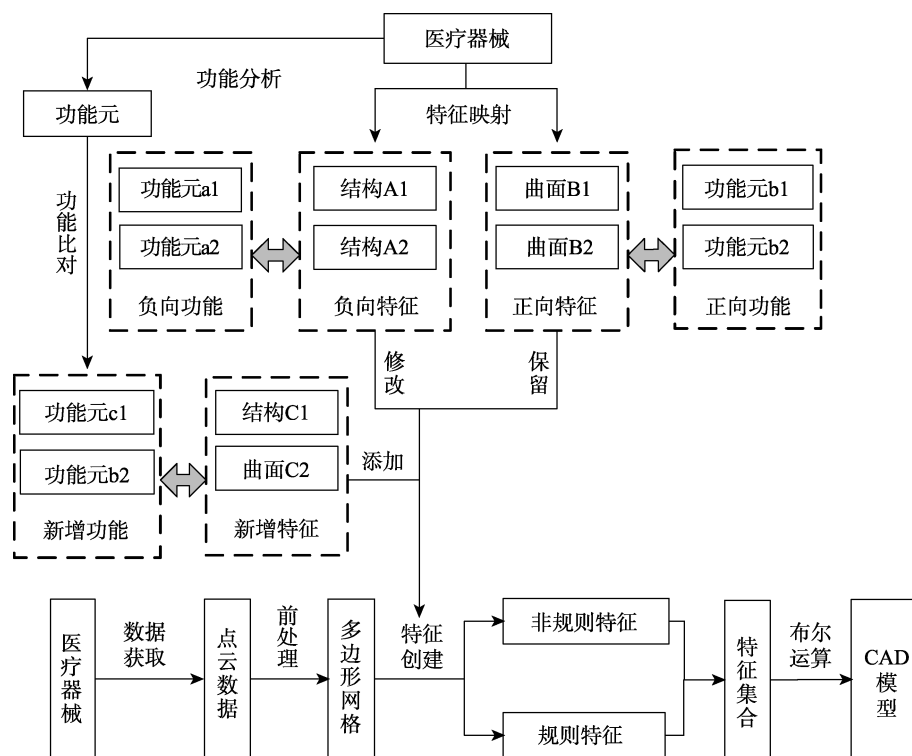 医疗器械
功能分析
功能元
特征映射
功能元a1
结构A1
曲面B1
功能元b1
功能比对
功能元a2
结构A2
曲面B2
功能元b2
负向功能
负向特征
正向特征
正向功能
修改
保留
功能元c1
结构C1
功能元b2
曲面C2
添加
新增功能
新增特征
医疗器械
数据
获取
点云数据
前处理
多边形网格
特征
创建
非规则特征
规则特征
特征集合
布尔
运算
CAD
模
型